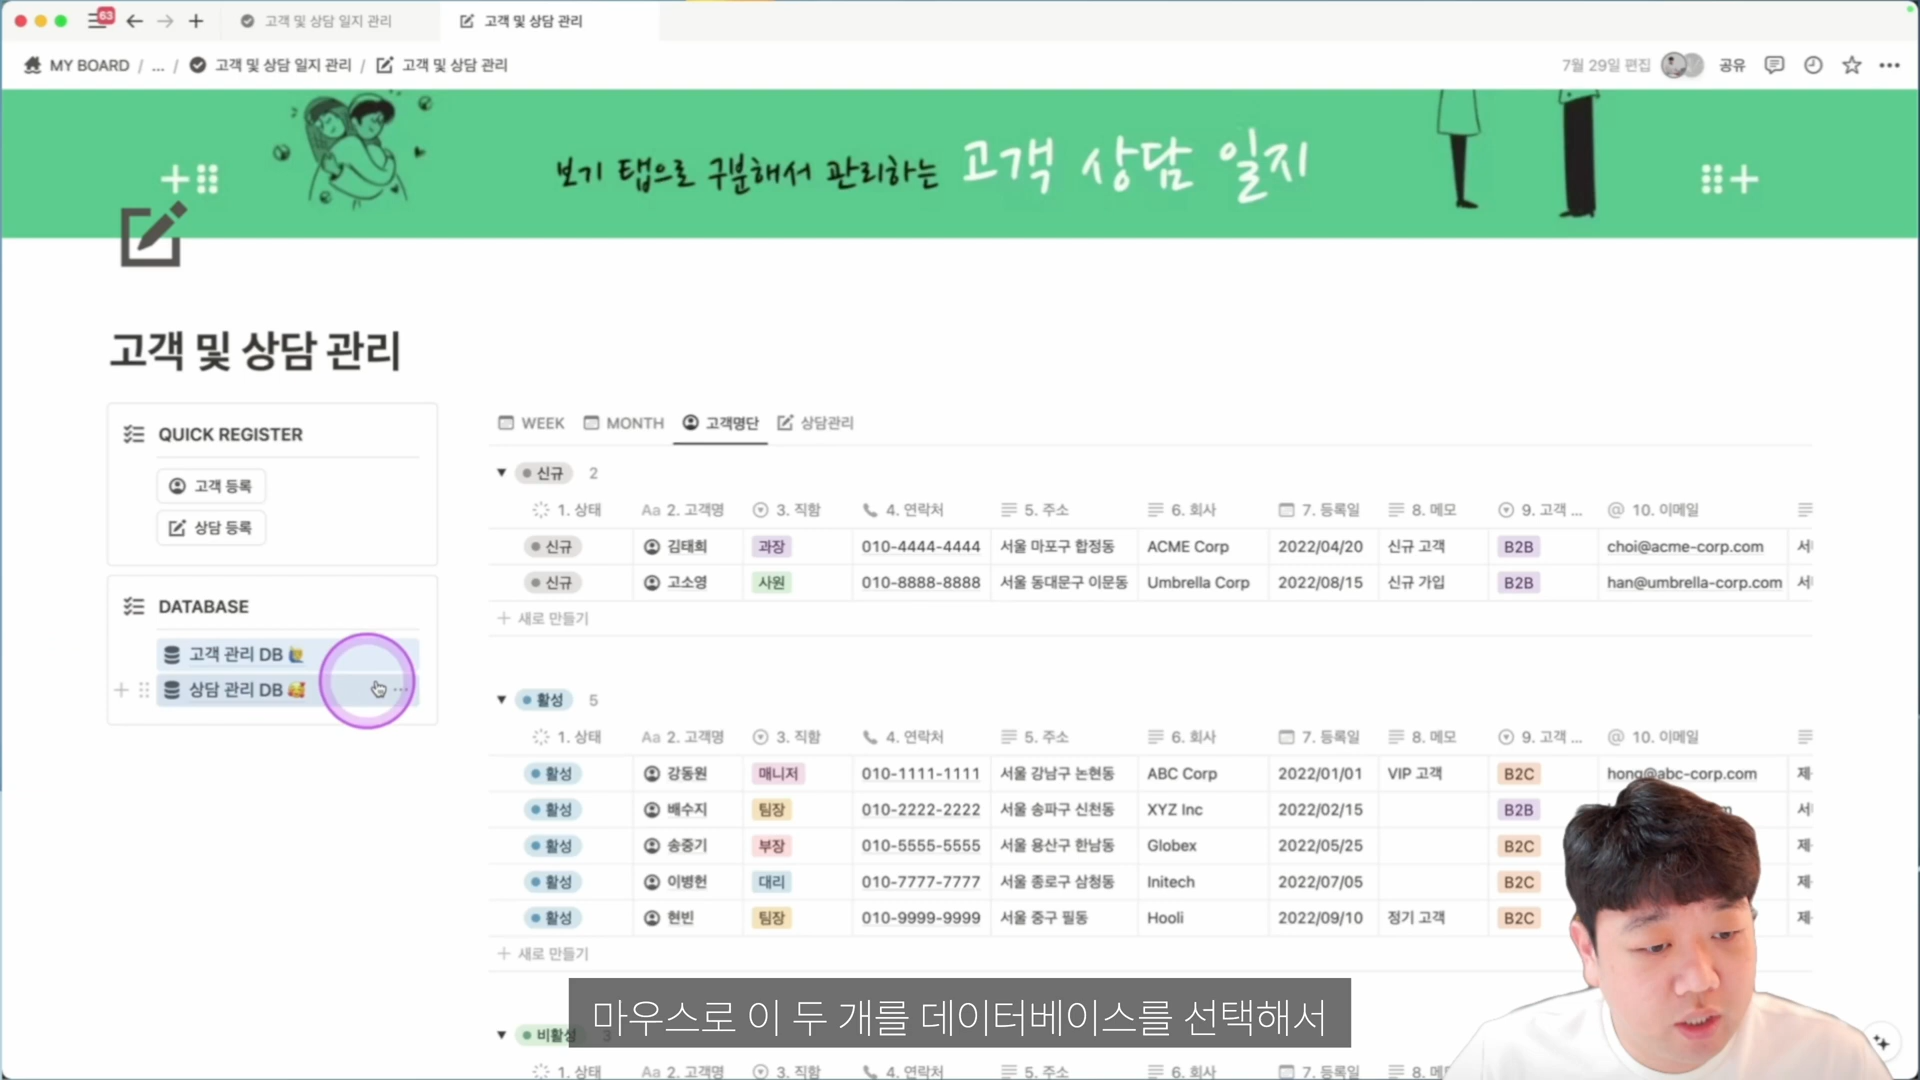 63
고객 및 상담 일지 관리
고객 및 상담 관리
MY BOARD / ... / 고객 및 상담 일지 관리 / 고객 및 상담 관리
7월 29일 편집
공유
보기 탭으로 구분해서 관리하는 고객 상담 일지
고객 및 상담 관리
QUICK REGISTER
고객 등록
상담 등록
DATABASE
고객 관리 DB
상담 관리 DB
WEEK MONTH 고객명단 상담관리
신규 2
1. 상태 Aa 2. 고객명 3. 직함 4. 연락처 5. 주소 6. 회사 7. 등록일 8. 메모 9. 고객 ... @ 10. 이메일
신규 김태희 과장 010-4444-4444 서울 마포구 합정동 ACME Corp 2022/04/20 신규 고객 B2B choi@acme-corp.com
신규 고소영 사원 010-8888-8888 서울 동대문구 이문동 Umbrella Corp 2022/08/15 신규 가입 B2B han@umbrella-corp.com
+ 새로 만들기
활성 5
1. 상태 Aa 2. 고객명 3. 직함 4. 연락처 5. 주소 6. 회사 7. 등록일 8. 메모 9. 고객 ... @ 10. 이메일
활성 강동원 매니저 010-1111-1111 서울 강남구 논현동 ABC Corp 2022/01/01 VIP 고객 B2C hong@abc-corp.com
활성 배수지 팀장 010-2222-2222 서울 송파구 신천동 XYZ Inc 2022/02/15 B2B
활성 송중기 부장 010-5555-5555 서울 용산구 한남동 Globex 2022/05/25 B2C
활성 이병헌 대리 010-7777-7777 서울 종로구 삼청동 Initech 2022/07/05 B2C
활성 현빈 팀장 010-9999-9999 서울 중구 필동 Hooli 2022/09/10 정기 고객 B2C
+ 새로 만들기
마우스로 이 두 개를 데이터베이스를 선택해서
비활성 3
1. 상태 Aa 2. 고객명 3. 직함 4. 연락처 5. 주소 6. 회사 7. 등록일 8.